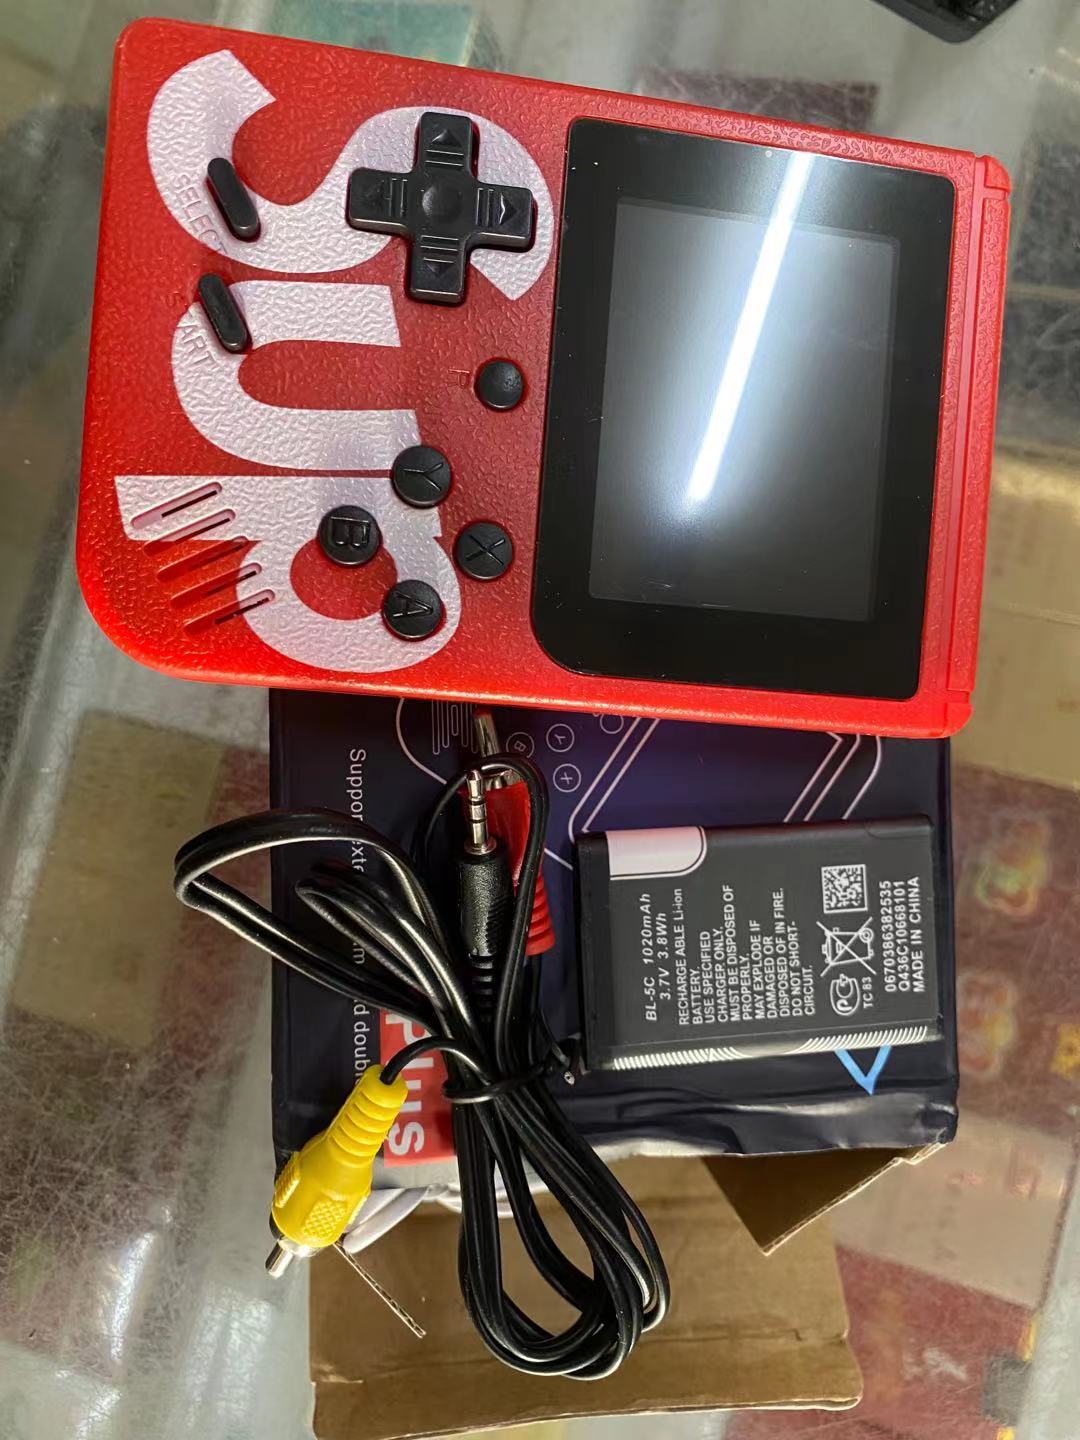 Sup
R
X
Y
A
B
SELECT
START
BL-5C 1020mAh
3.7V 3.8Wh
RECHARGE ABLE Li-ion
BATTERY.
USE SPECIFIED
CHARGER ONLY.
MUST BE DISPOSED OF
PROPERLY.
MAY EXPLODE IF
DAMAGED OR
DISPOSED OF IN FIRE.
DO NOT SHORT-
CIRCUIT.
TC 83
0670386382535
Q436C10668101
MADE IN CHINA
X
Y
B
Plus
Support